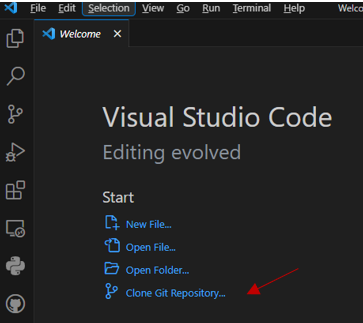 File Edit Selection View Go Run Terminal Help Welco
Welcome
Visual Studio Code
Editing evolved
Start
New File...
Open File...
Open Folder...
Clone Git Repository...